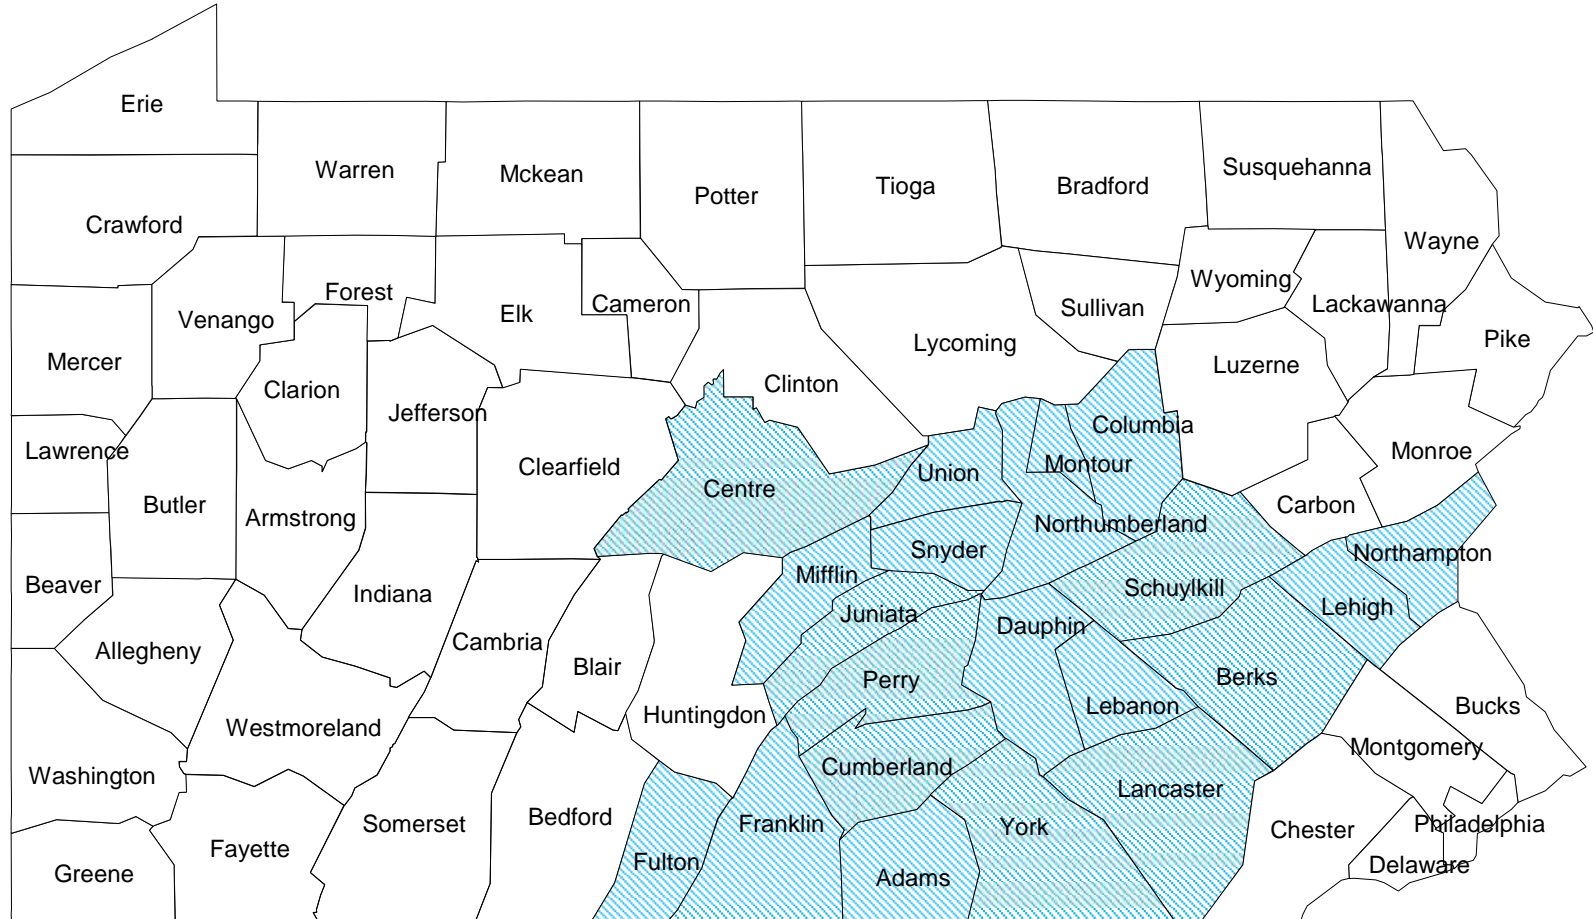 Erie
Warren
Mckean
Potter
Tioga
Bradford
Susquehanna
Crawford
Wayne
Forest
Venango
Elk
Cameron
Sullivan
Wyoming
Lackawanna
Mercer
Clarion
Jefferson
Clinton
Lycoming
Luzerne
Pike
Lawrence
Butler
Armstrong
Clearfield
Centre
Union
Montour
Columbia
Carbon
Monroe
Beaver
Indiana
Mifflin
Snyder
Northumberland
Schuylkill
Northampton
Lehigh
Allegheny
Cambria
Blair
Juniata
Dauphin
Westmoreland
Huntingdon
Perry
Lebanon
Berks
Bucks
Montgomery
Washington
Cumberland
Lancaster
Greene
Fayette
Somerset
Bedford
Fulton
Franklin
Adams
York
Chester
Philadelphia
Delaware